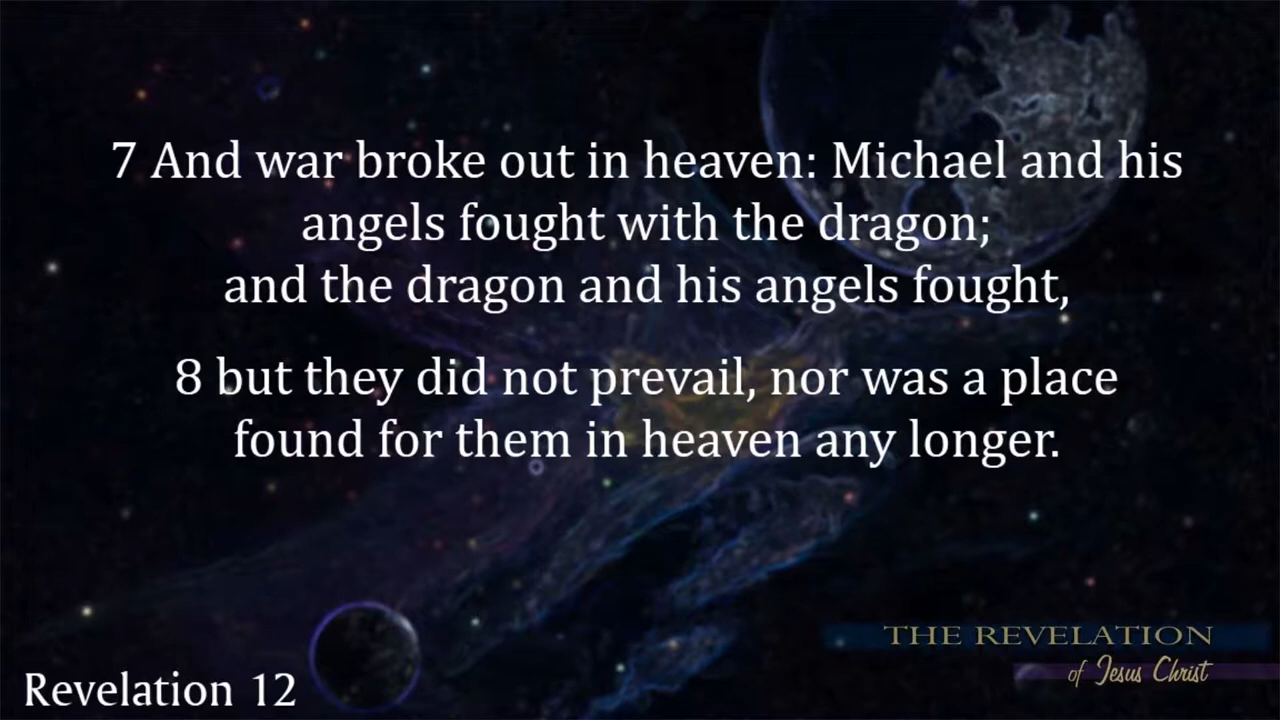 7 And war broke out in heaven: Michael and his
angels fought with the dragon;
and the dragon and his angels fought,
8 but they did not prevail, nor was a place
found for them in heaven any longer.
THE REVELATION
of Jesus Christ
Revelation 12